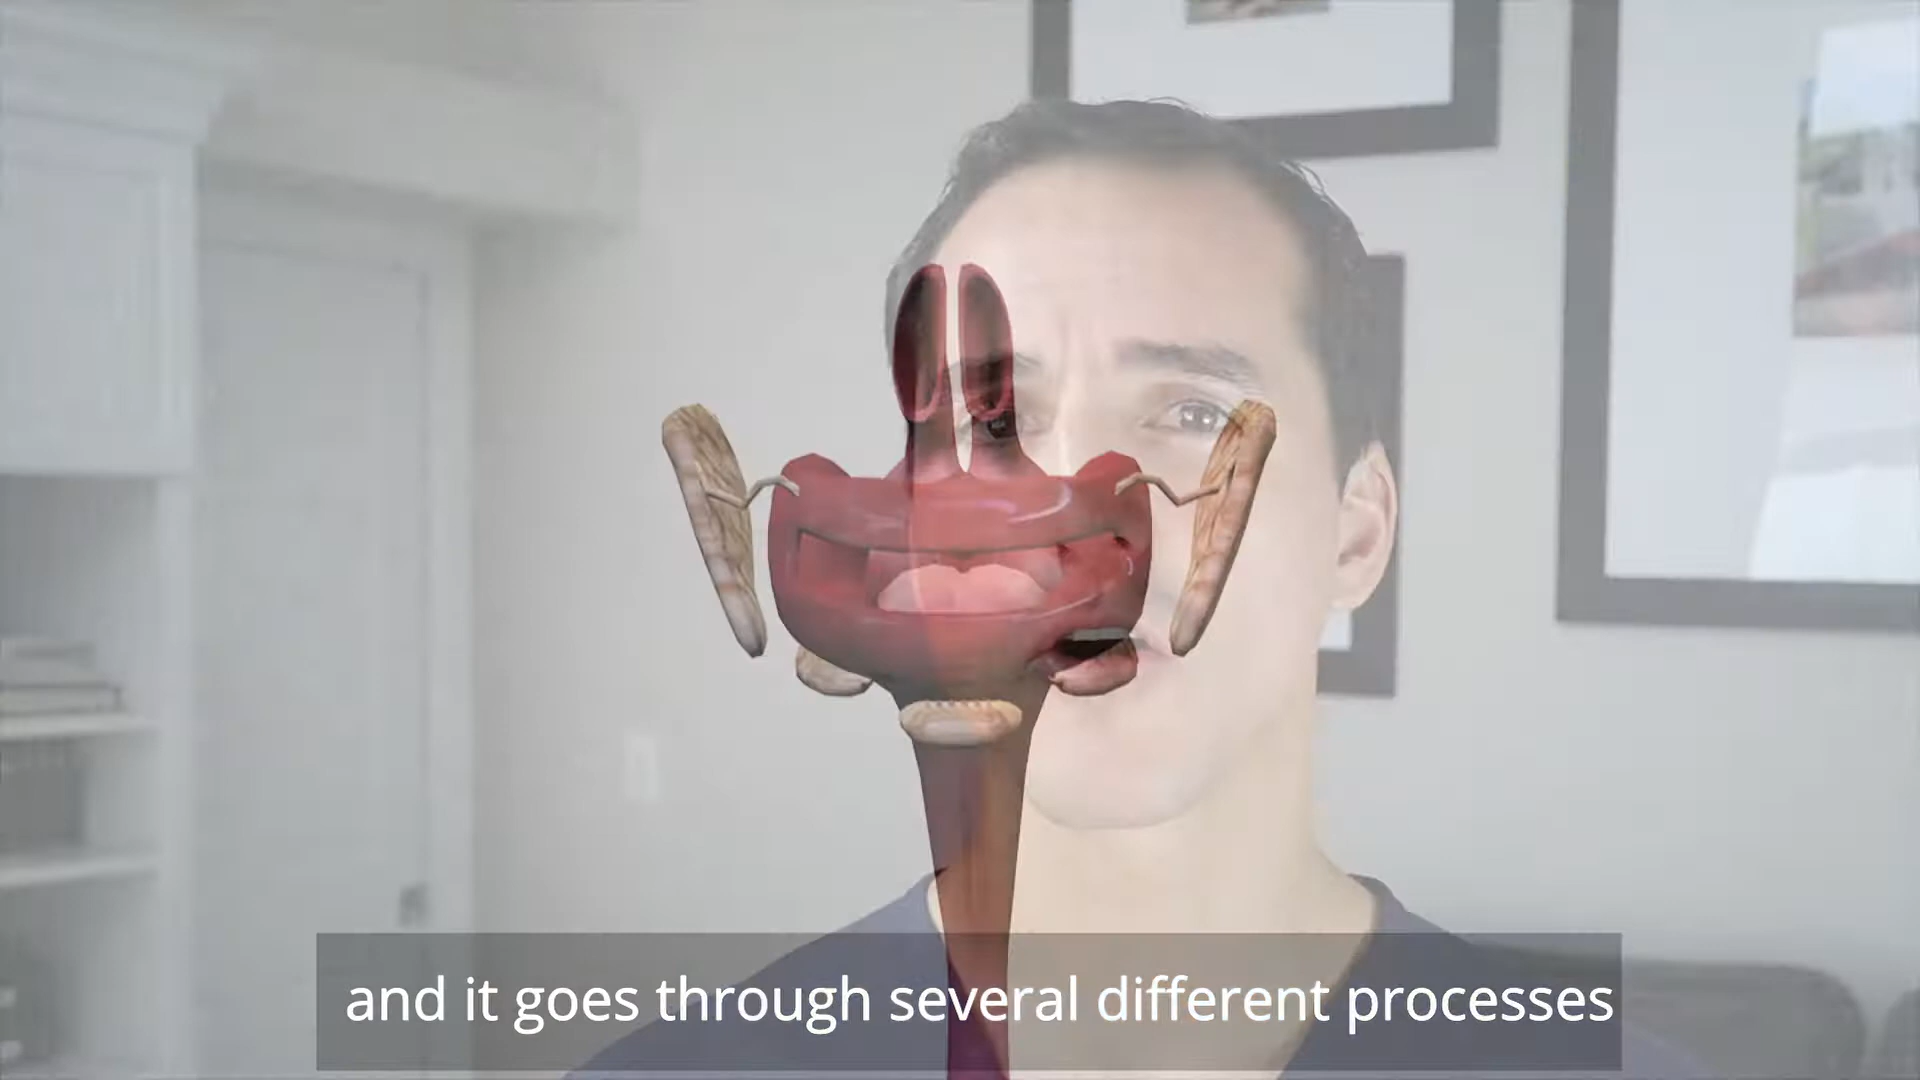 and it goes through several different processes